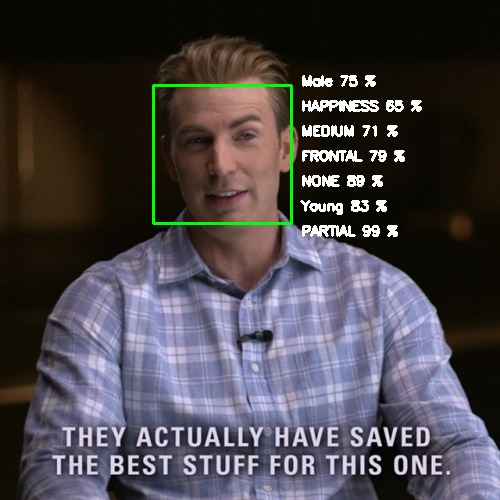 Male 75 %
HAPPINESS 65 %
MEDIUM 71 %
FRONTAL 79 %
NONE 89 %
Young 83 %
PARTIAL 99 %
THEY ACTUALLY HAVE SAVED
THE BEST STUFF FOR THIS ONE.